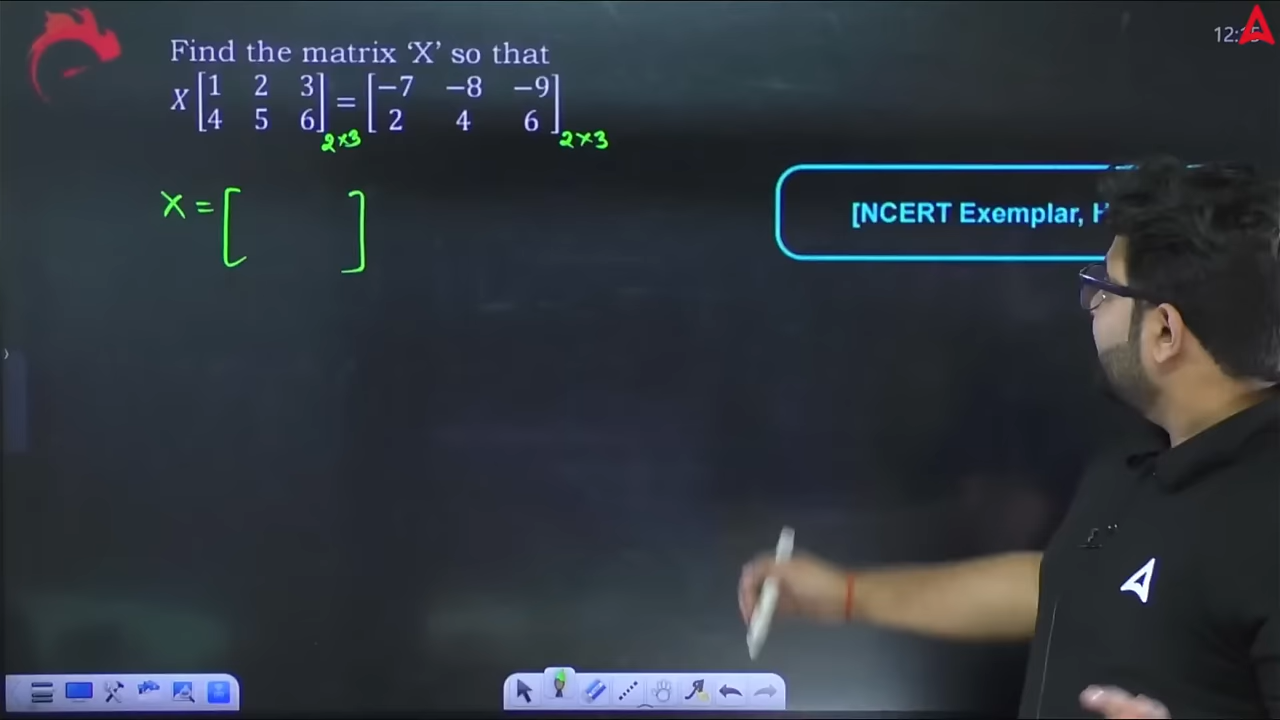 12:
Find the matrix ‘X’ so that
X [1 2 3 = [−7 −8 −9
4 5 6] 2×3 2 4 6] 2×3
X = [ ]
[NCERT Exemplar, H